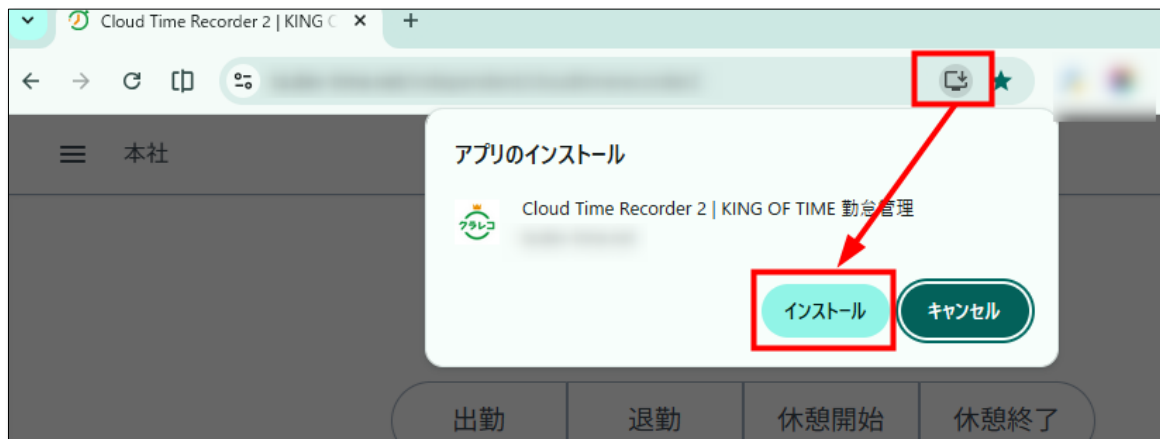 Cloud Time Recorder 2 | KING C
本社
アプリのインストール
クラレコ
Cloud Time Recorder 2 | KING OF TIME 勤怠管理
インストール
キャンセル
出勤
退勤
休憩開始
休憩終了